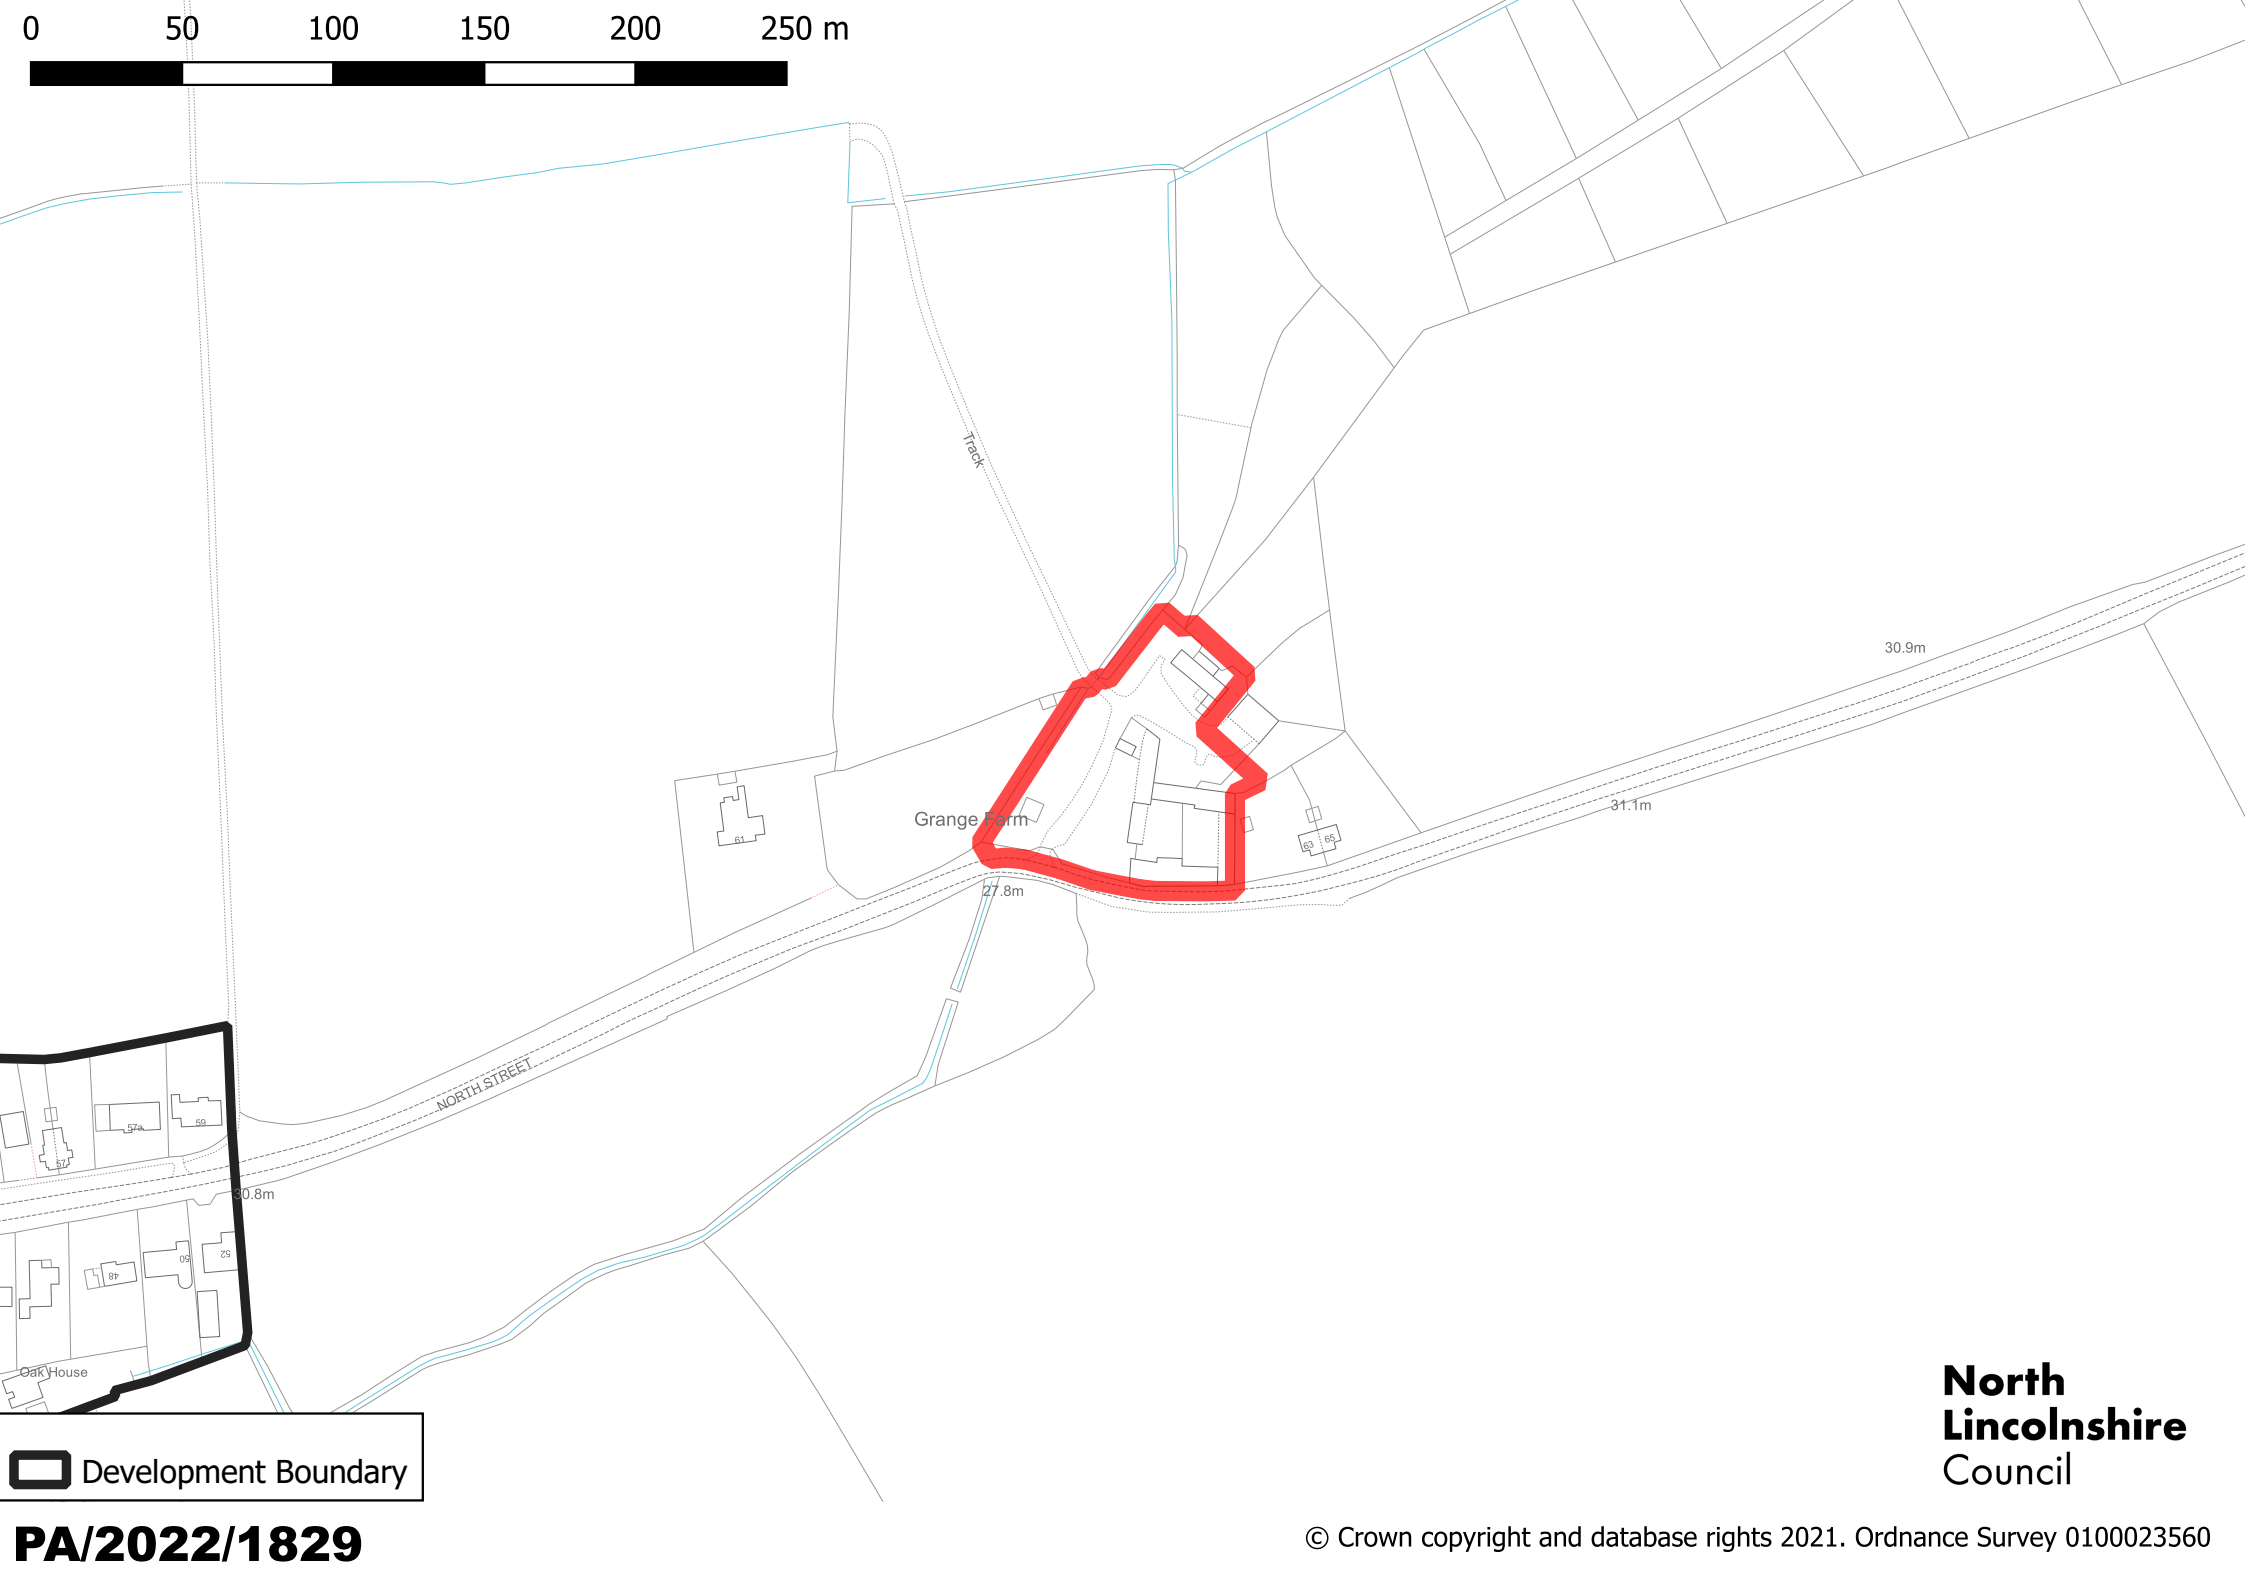 0 50 100 150 200 250 m
Track
30.9m
Grange Farm
61
31.1m
63 65
27.8m
NORTH STREET
57a
59
57
30.8m
52
50
48
Oak House
Development Boundary
North
Lincolnshire
Council
PA/2022/1829
© Crown copyright and database rights 2021. Ordnance Survey 0100023560